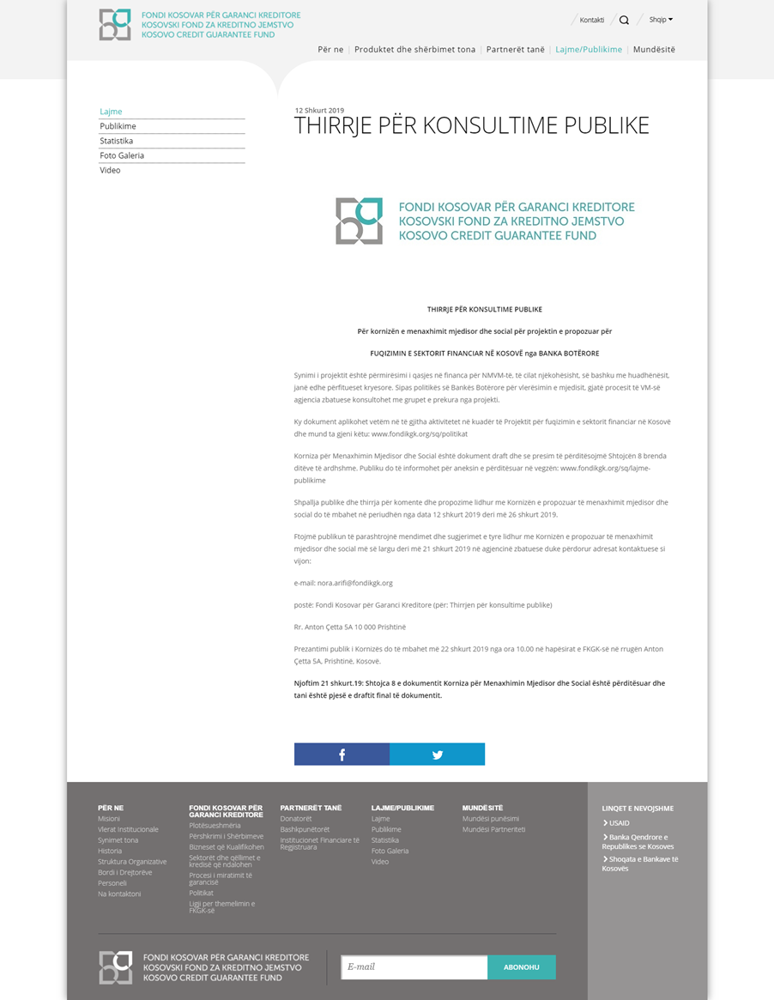 FONDI KOSOVAR PËR GARANCI KREDITORE
KOSOVSKI FOND ZA KREDITNO JEMSTVO
KOSOVO CREDIT GUARANTEE FUND
Kontakti
Shqip
Për ne
Produktet dhe shërbimet tona
Partnerët tanë
Lajme/Publikime
Mundësitë
Lajme
Publikime
Statistika
Foto Galeria
Video
12 Shkurt 2019
THIRRJE PËR KONSULTIME PUBLIKE
FONDI KOSOVAR PËR GARANCI KREDITORE
KOSOVSKI FOND ZA KREDITNO JEMSTVO
KOSOVO CREDIT GUARANTEE FUND
THIRRJE PËR KONSULTIME PUBLIKE
Për kornizën e menaxhimit mjedisor dhe social për projektin e propozuar për
FUQIZIMIN E SEKTORIT FINANCIAR NË KOSOVË nga BANKA BOTËRORE
Synimi i projektit është përmirësimi i qasjes në financa për NMVM-të, të cilat njëkohësisht, së bashku me huadhënësit,
janë edhe përfitueset kryesore. Sipas politikës së Bankës Botërore për vlerësimin e mjedisit, gjatë procesit të VM-së
agjencia zbatuese konsultohet me grupet e prekura nga projekti.
Ky dokument aplikohet vetëm në të gjitha aktivitetet në kuadër të Projektit për fuqizimin e sektorit financiar në Kosovë
dhe mund ta gjeni këtu: www.fondikgk.org/sq/politikat
Korniza për Menaxhimin Mjedisor dhe Social është dokument draft dhe se presim të përditësojmë Shtojcën 8 brenda
ditëve të ardhshme. Publiku do të informohet për aneksin e përditësuar në vegzën: www.fondikgk.org/sq/lajme-
publikime
Shpallja publike dhe thirrja për komente dhe propozime lidhur me Kornizën e propozuar të menaxhimit mjedisor dhe
social do të mbahet në periudhën nga data 12 shkurt 2019 deri më 26 shkurt 2019.
Ftojmë publikun të parashtrojnë mendimet dhe sugjerimet e tyre lidhur me Kornizën e propozuar të menaxhimit
mjedisor dhe social më së largu deri më 21 shkurt 2019 në agjencinë zbatuese duke përdorur adresat kontaktuese si
vijon:
e-mail: nora.arifi@fondikgk.org
postë: Fondi Kosovar për Garanci Kreditore (për: Thirrjen për konsultime publike)
Rr. Anton Çetta 5A 10 000 Prishtinë
Prezantimi publik i Kornizës do të mbahet më 22 shkurt 2019 nga ora 10.00 në hapësirat e FKGK-së në rrugën Anton
Çetta 5A, Prishtinë, Kosovë.
Njoftim 21 shkurt.19: Shtojca 8 e dokumentit Korniza për Menaxhimin Mjedisor dhe Social është përditësuar dhe
tani është pjesë e draftit final të dokumentit.
PËR NE
Misioni
Vlerat Institucionale
Synimet tona
Historia
Struktura Organizative
Bordi i Drejtorëve
Personeli
Na kontaktoni
FONDI KOSOVAR PËR
GARANCI KREDITORE
Plotësueshmëria
Përshkrimi i Shërbimeve
Bizneset që Kualifikohen
Sektorët dhe qëllimet e
kredisë që ndalohen
Procesi i miratimit të
garancisë
Politikat
Ligji per themelimin e
FKGK-së
PARTNERËT TANË
Donatorët
Bashkpunëtorët
Institucionet Financiare të
Regjistruara
LAJME/PUBLIKIME
Lajme
Publikime
Statistika
Foto Galeria
Video
MUNDËSITË
Mundësi punësimi
Mundësi Partneriteti
LINQET E NEVOJSHME
USAID
Banka Qendrore e
Republikes se Kosoves
Shoqata e Bankave të
Kosovës
FONDI KOSOVAR PËR GARANCI KREDITORE
KOSOVSKI FOND ZA KREDITNO JEMSTVO
KOSOVO CREDIT GUARANTEE FUND
E-mail
ABONOHU